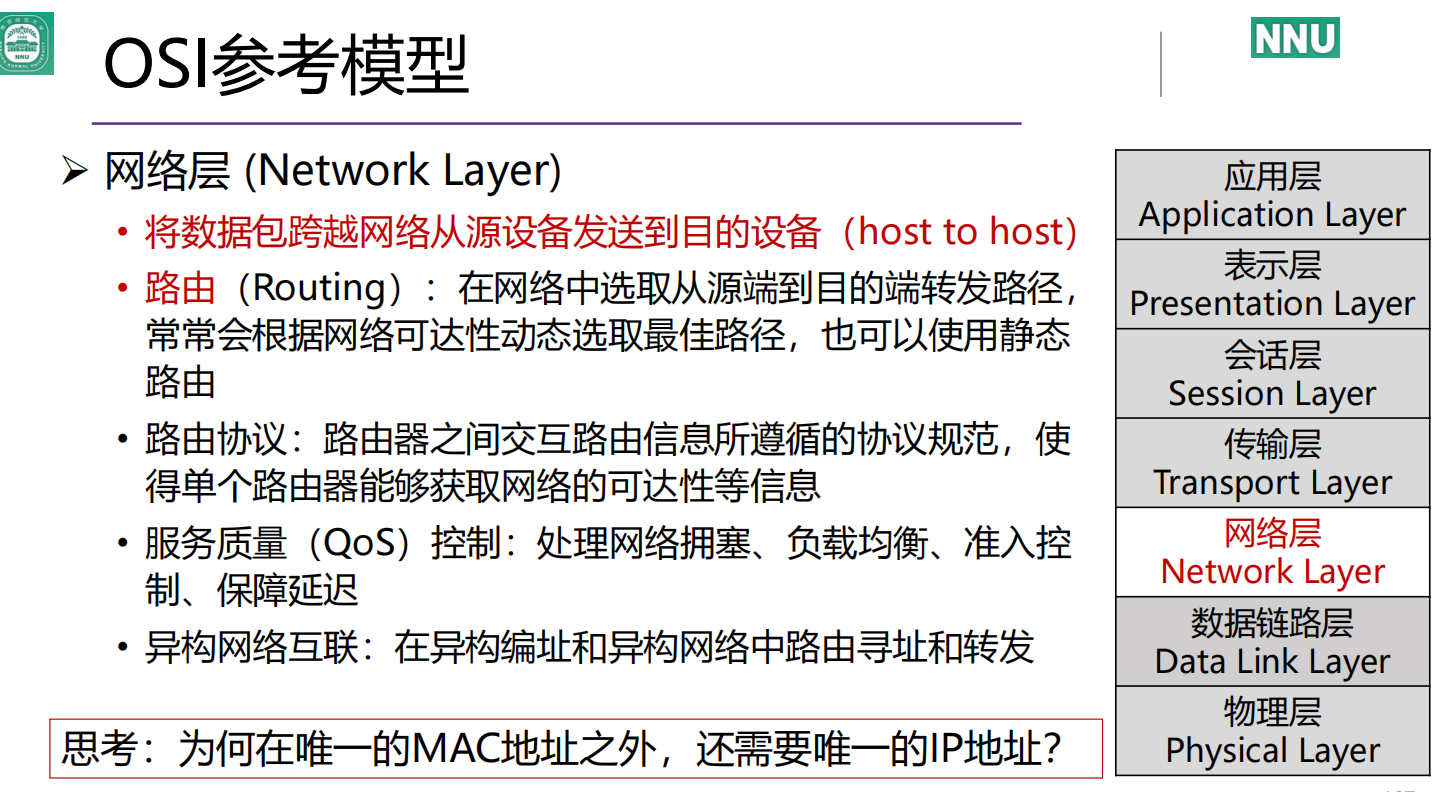 OSI参考模型
NNU
NNU
➢ 网络层 (Network Layer)
• 将数据包跨越网络从源设备发送到目的设备（host to host）
• 路由（Routing）：在网络中选取从源端到目的端转发路径，
常常会根据网络可达性动态选取最佳路径，也可以使用静态
路由
• 路由协议：路由器之间交互路由信息所遵循的协议规范，使
得单个路由器能够获取网络的可达性等信息
• 服务质量（QoS）控制：处理网络拥塞、负载均衡、准入控
制、保障延迟
• 异构网络互联：在异构编址和异构网络中路由寻址和转发
思考：为何在唯一的MAC地址之外，还需要唯一的IP地址？
应用层
Application Layer
表示层
Presentation Layer
会话层
Session Layer
传输层
Transport Layer
网络层
Network Layer
数据链路层
Data Link Layer
物理层
Physical Layer